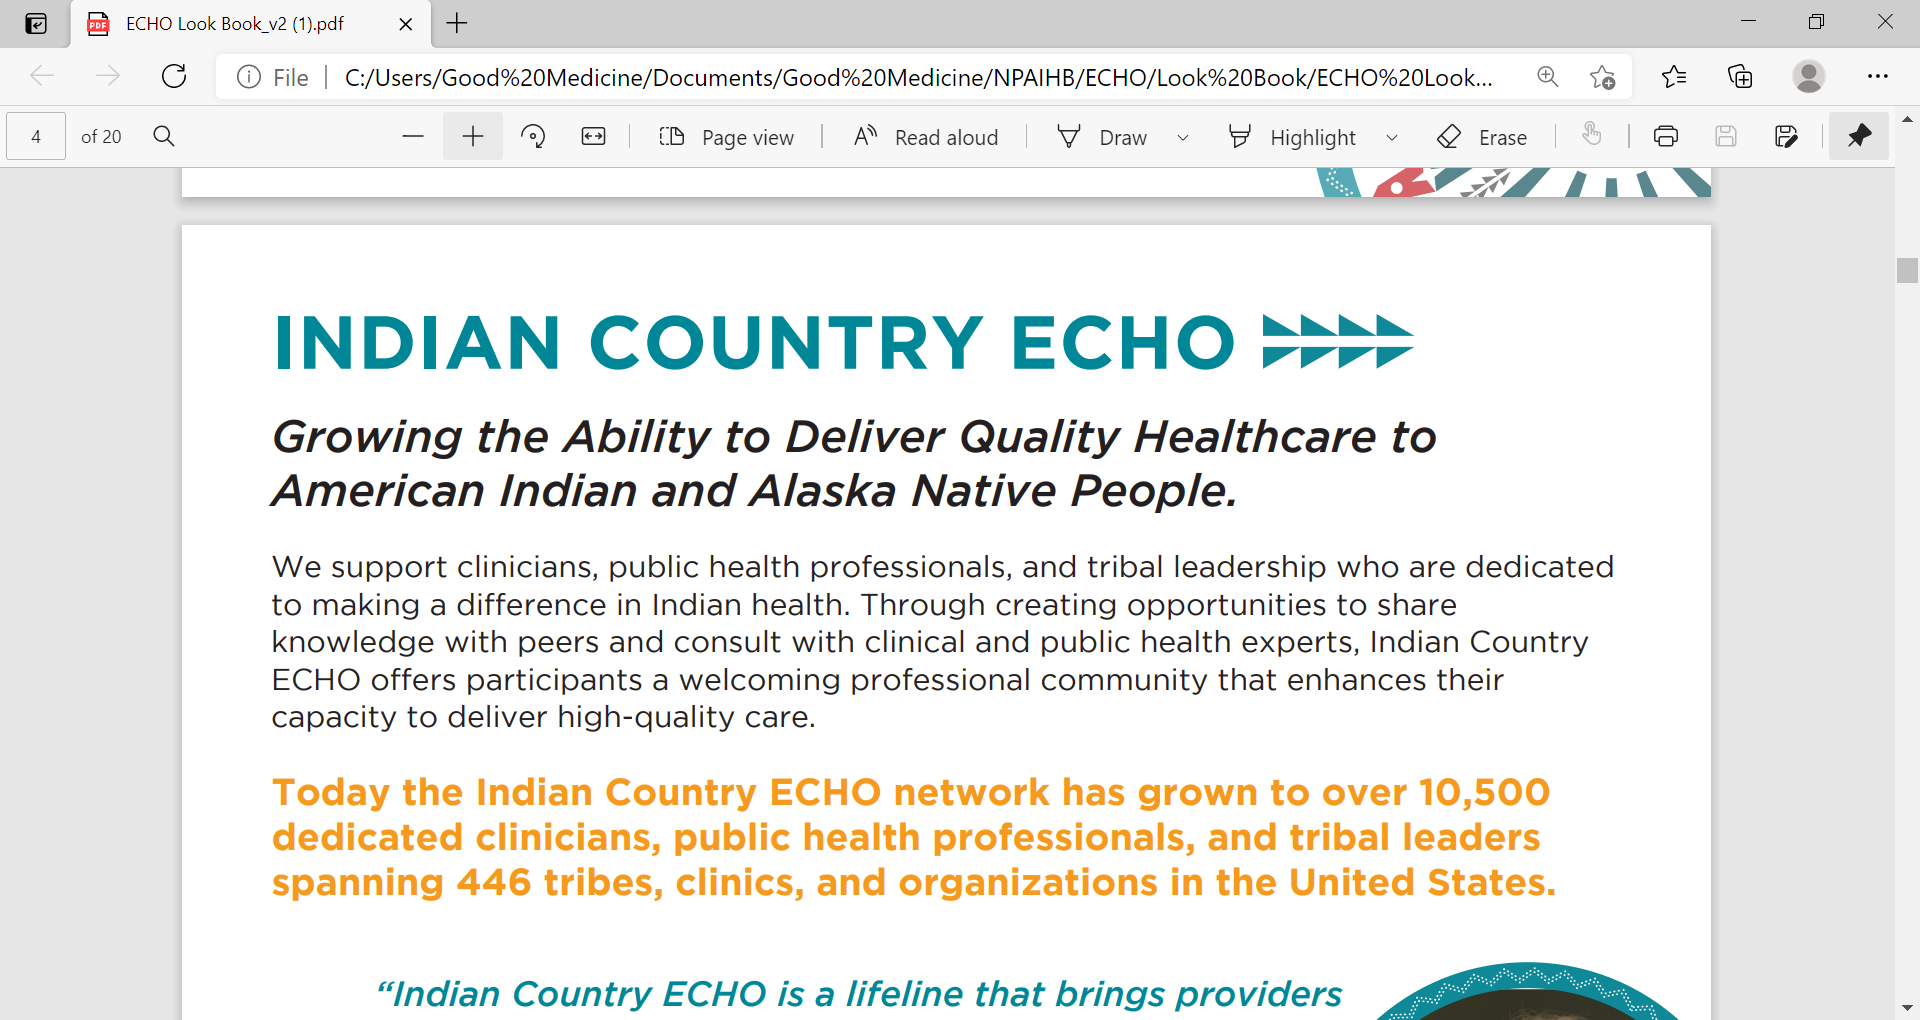 ECHO Look Book_v2 (1).pdf
File
C:/Users/Good%20Medicine/Documents/Good%20Medicine/NPAIHB/ECHO/Look%20Book/ECHO%20Look...
4 of 20
Page view
Read aloud
Draw
Highlight
Erase
INDIAN COUNTRY ECHO
Growing the Ability to Deliver Quality Healthcare to
American Indian and Alaska Native People.
We support clinicians, public health professionals, and tribal leadership who are dedicated
to making a difference in Indian health. Through creating opportunities to share
knowledge with peers and consult with clinical and public health experts, Indian Country
ECHO offers participants a welcoming professional community that enhances their
capacity to deliver high-quality care.
Today the Indian Country ECHO network has grown to over 10,500
dedicated clinicians, public health professionals, and tribal leaders
spanning 446 tribes, clinics, and organizations in the United States.
“Indian Country ECHO is a lifeline that brings providers